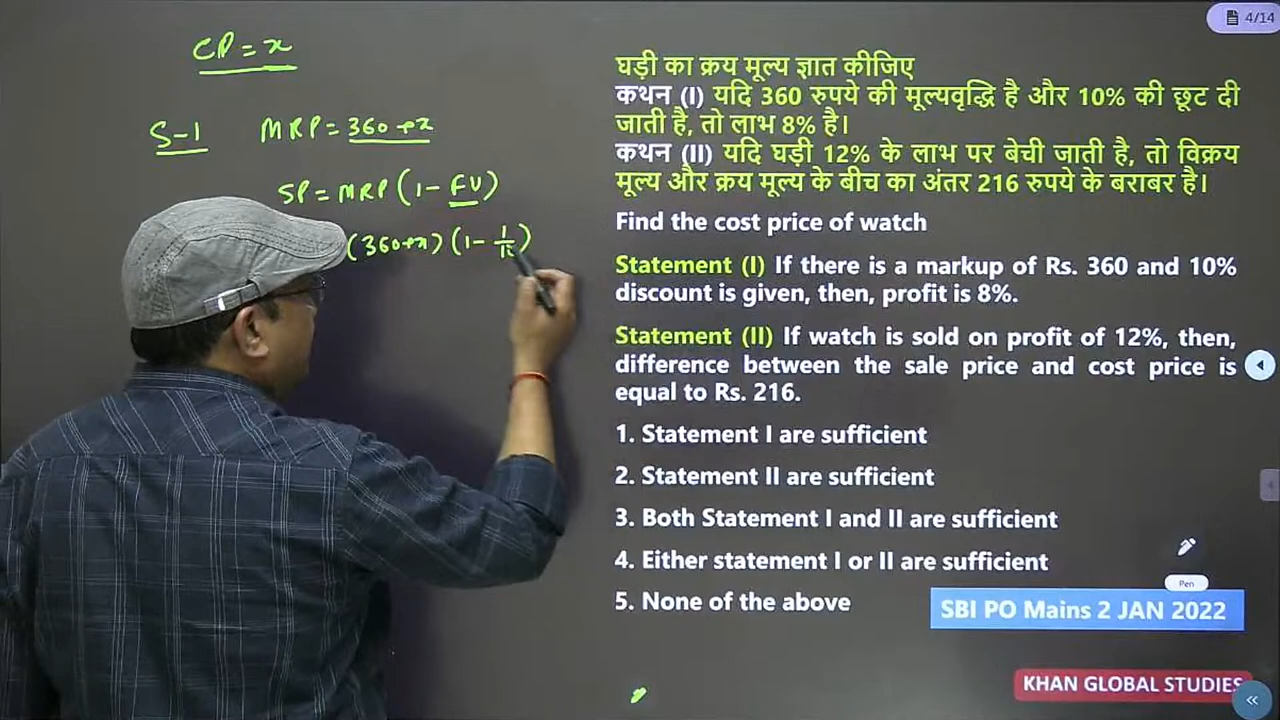 4/14
CP = x
S-1 MRP = 360+x
SP = MRP (1 - FV)
(360+x) (1 - 1/10)
घड़ी का क्रय मूल्य ज्ञात कीजिए
कथन (I) यदि 360 रुपये की मूल्यवृद्धि है और 10% की छूट दी
जाती है, तो लाभ 8% है।
कथन (II) यदि घड़ी 12% के लाभ पर बेची जाती है, तो विक्रय
मूल्य और क्रय मूल्य के बीच का अंतर 216 रुपये के बराबर है।
Find the cost price of watch
Statement (I) If there is a markup of Rs. 360 and 10%
discount is given, then, profit is 8%.
Statement (II) If watch is sold on profit of 12%, then,
difference between the sale price and cost price is
equal to Rs. 216.
1. Statement I are sufficient
2. Statement II are sufficient
3. Both Statement I and II are sufficient
4. Either statement I or II are sufficient
5. None of the above
Pen
SBI PO Mains 2 JAN 2022
KHAN GLOBAL STUDIES